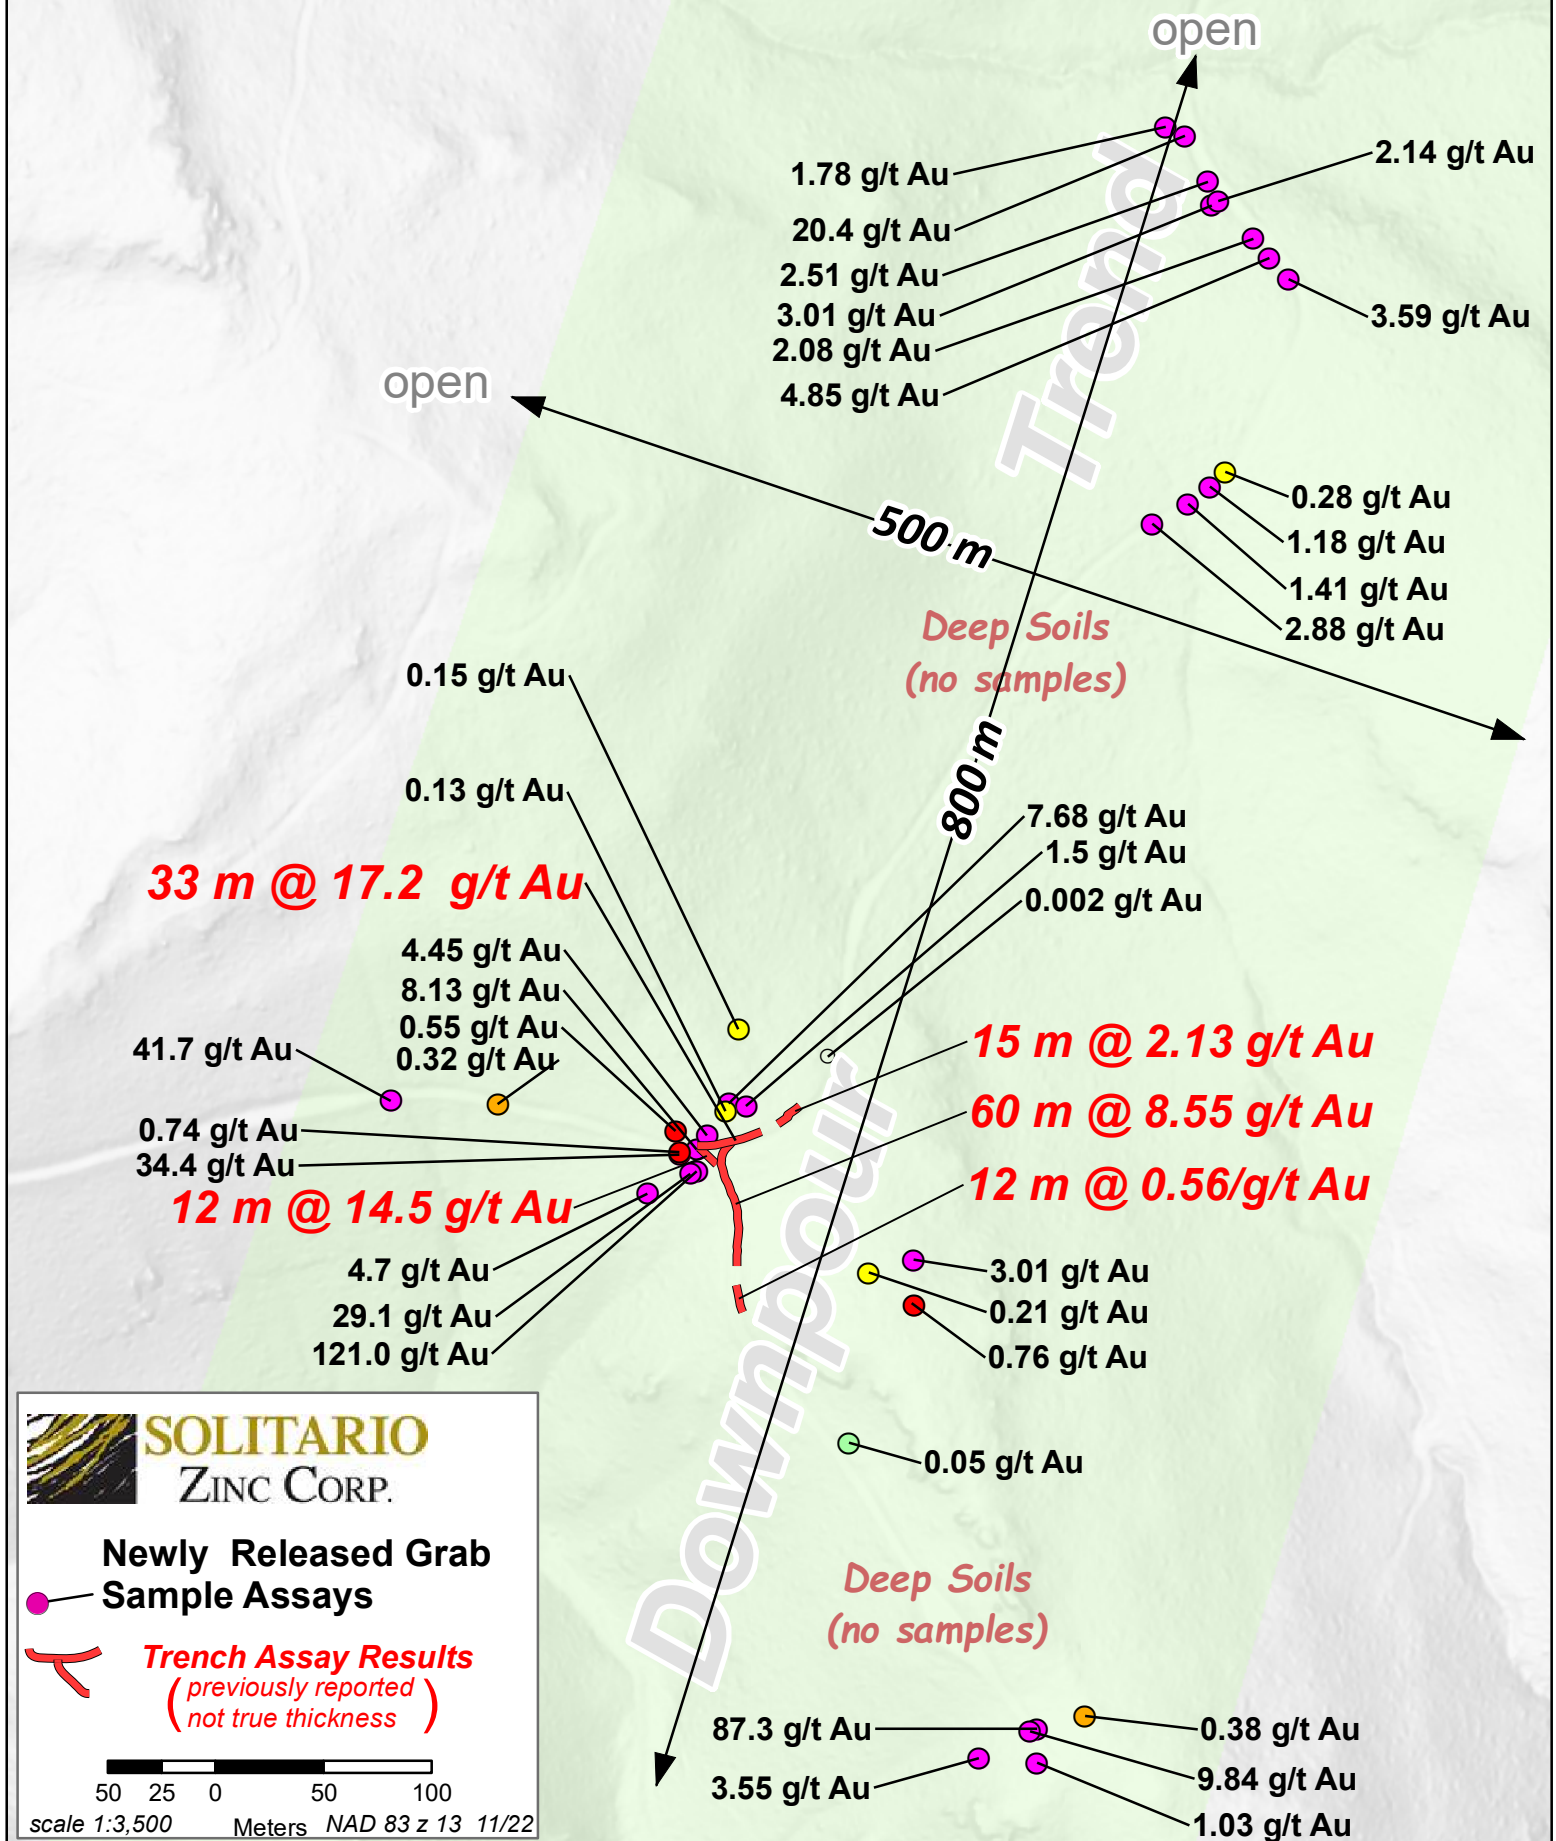 open
2.14 g/t Au
1.78 g/t Au
20.4 g/t Au
2.51 g/t Au
3.01 g/t Au
3.59 g/t Au
2.08 g/t Au
4.85 g/t Au
Trend
open
500 m
0.28 g/t Au
1.18 g/t Au
1.41 g/t Au
2.88 g/t Au
Deep Soils
(no samples)
0.15 g/t Au
800 m
0.13 g/t Au
7.68 g/t Au
1.5 g/t Au
0.002 g/t Au
33 m @ 17.2 g/t Au
4.45 g/t Au
8.13 g/t Au
0.55 g/t Au
0.32 g/t Au
41.7 g/t Au
15 m @ 2.13 g/t Au
60 m @ 8.55 g/t Au
0.74 g/t Au
34.4 g/t Au
12 m @ 14.5 g/t Au
12 m @ 0.56/g/t Au
4.7 g/t Au
29.1 g/t Au
121.0 g/t Au
3.01 g/t Au
0.21 g/t Au
0.76 g/t Au
Downpour
0.05 g/t Au
Deep Soils
(no samples)
87.3 g/t Au
0.38 g/t Au
3.55 g/t Au
9.84 g/t Au
1.03 g/t Au
SOLITARIO
ZINC CORP.
Newly Released Grab
Sample Assays
Trench Assay Results
(previously reported
not true thickness)
50 25 0 50 100
scale 1:3,500 Meters NAD 83 z 13 11/22